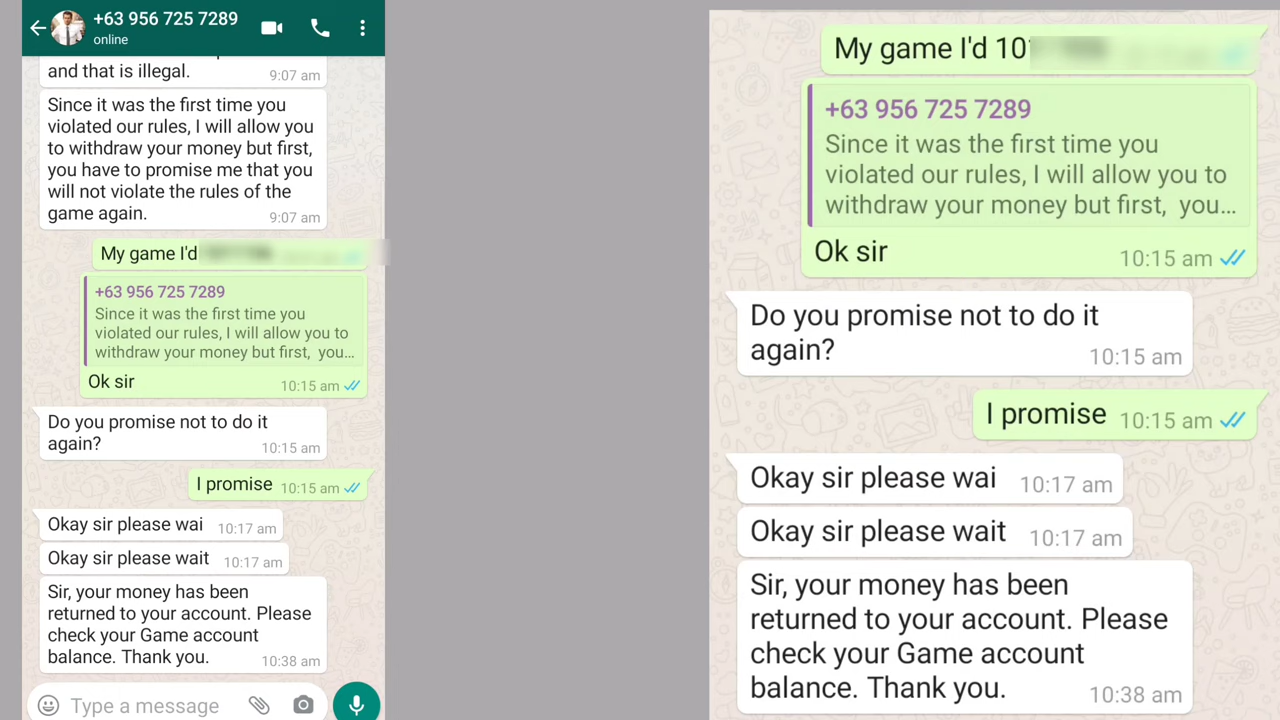 +63 956 725 7289
online
and that is illegal.
9:07 am
Since it was the first time you
violated our rules, I will allow you
to withdraw your money but first,
you have to promise me that you
will not violate the rules of the
game again.
9:07 am
My game I'd
+63 956 725 7289
Since it was the first time you
violated our rules, I will allow you to
withdraw your money but first,  you...
Ok sir
10:15 am
Do you promise not to do it
again?
10:15 am
I promise 10:15 am
Okay sir please wai 10:17 am
Okay sir please wait 10:17 am
Sir, your money has been
returned to your account. Please
check your Game account
balance. Thank you.
10:38 am
Type a message
My game I'd 10
+63 956 725 7289
Since it was the first time you
violated our rules, I will allow you to
withdraw your money but first,  you...
Ok sir
10:15 am
Do you promise not to do it
again?
10:15 am
I promise 10:15 am
Okay sir please wai 10:17 am
Okay sir please wait 10:17 am
Sir, your money has been
returned to your account. Please
check your Game account
balance. Thank you.
10:38 am